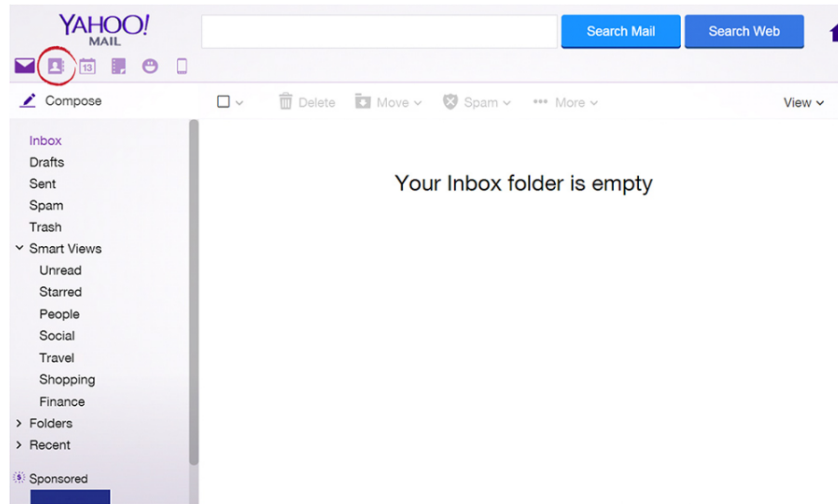 YAHOO!
MAIL
Search Mail
Search Web
13
Compose
Delete
Move
Spam
••• More
View
Inbox
Drafts
Sent
Spam
Trash
Smart Views
Unread
Starred
People
Social
Travel
Shopping
Finance
Folders
Recent
Sponsored
Your Inbox folder is empty